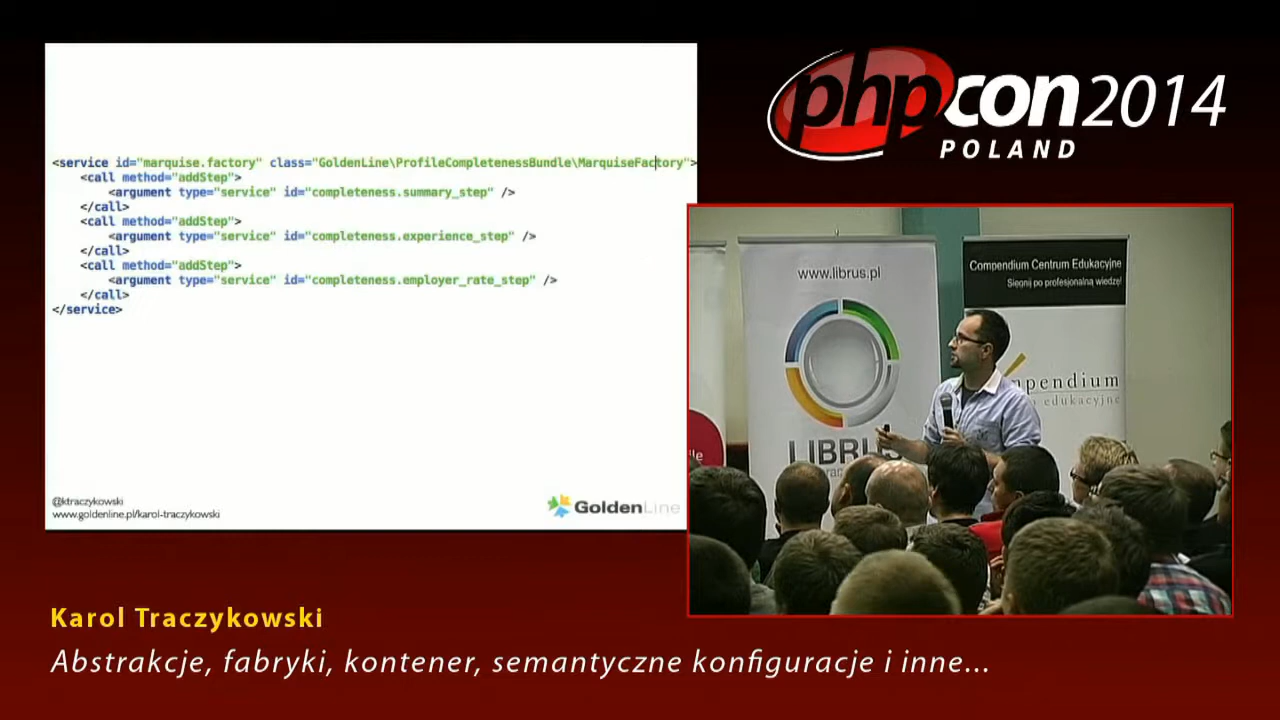 <service id="marquise.factory" class="GoldenLine\ProfileCompletenessBundle\MarquiseFactory">
<call method="addStep">
<argument type="service" id="completeness.summary_step" />
</call>
<call method="addStep">
<argument type="service" id="completeness.experience_step" />
</call>
<call method="addStep">
<argument type="service" id="completeness.employer_rate_step" />
</call>
</service>
@ktraczykowski
www.goldenline.pl/karol-traczykowski
GoldenLine
phpcon2014
POLAND
www.librus.pl
LIBRUS
Compendium Centrum Edukacyjne
Sięgnij po profesjonalną wiedzę!
mpendium
edukacyjne
Karol Traczykowski
Abstrakcje, fabryki, kontener, semantyczne konfiguracje i inne...